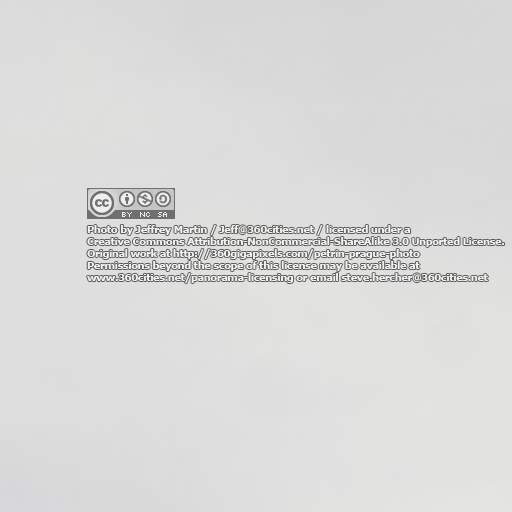 cc BY NC SA
Photo by Jeffrey Martin / Jeff@360cities.net / licensed under a
Creative Commons Attribution-NonCommercial-ShareAlike 3.0 Unported License.
Original work at http://360gigapixels.com/petrin-prague-photo
Permissions beyond the scope of this license may be available at
www.360cities.net/panorama-licensing or email steve.hercher@360cities.net